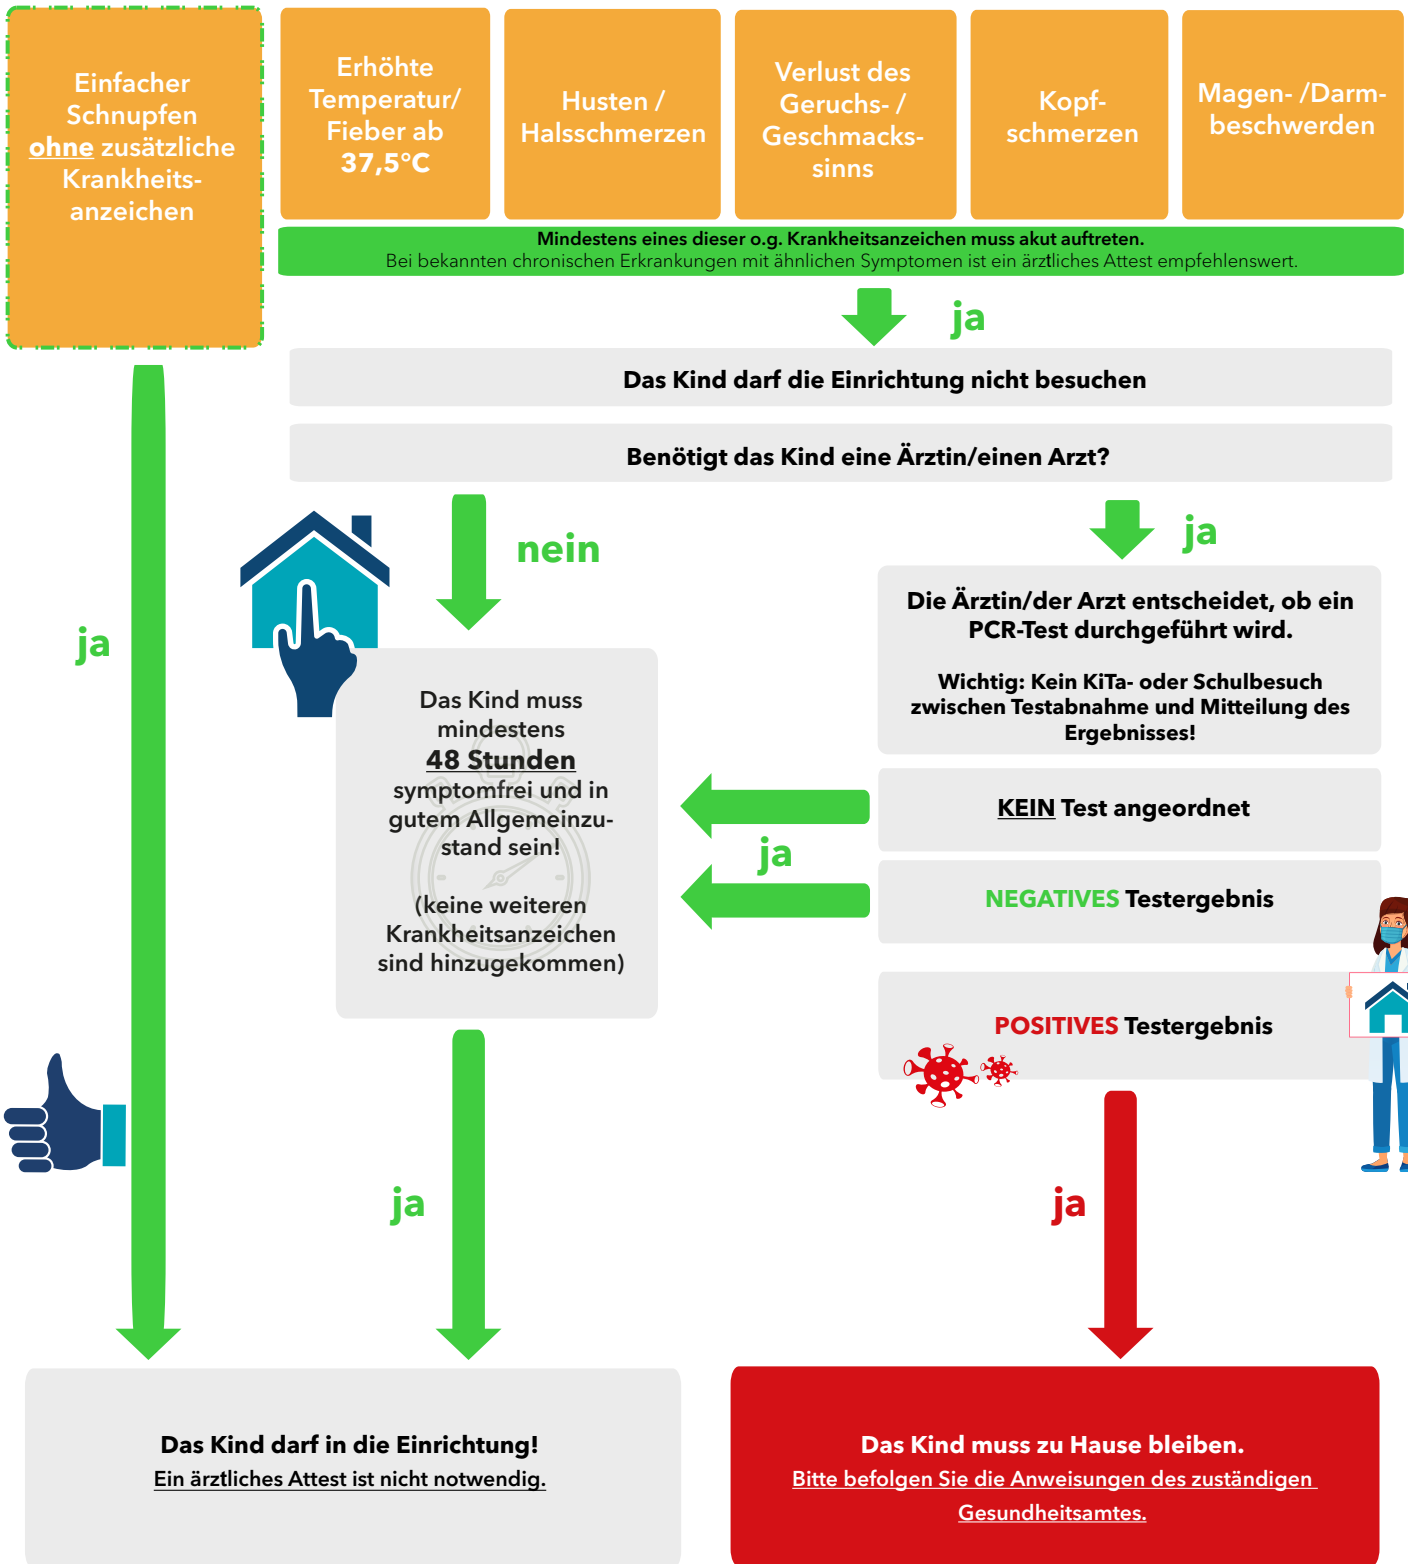 Einfacher
Schnupfen
ohne zusätzliche
Krankheits-
anzeichen
Erhöhte
Temperatur/
Fieber ab
37,5°C
Husten /
Halsschmerzen
Verlust des
Geruchs- /
Geschmacks-
sinns
Kopf-
schmerzen
Magen- /Darm-
beschwerden
Mindestens eines dieser o.g. Krankheitsanzeichen muss akut auftreten.
Bei bekannten chronischen Erkrankungen mit ähnlichen Symptomen ist ein ärztliches Attest empfehlenswert.
ja
Das Kind darf die Einrichtung nicht besuchen
Benötigt das Kind eine Ärztin/einen Arzt?
nein
ja
ja
Die Ärztin/der Arzt entscheidet, ob ein
PCR-Test durchgeführt wird.
Wichtig: Kein KiTa- oder Schulbesuch
zwischen Testabnahme und Mitteilung des
Ergebnisses!
Das Kind muss
mindestens
48 Stunden
symptomfrei und in
gutem Allgemeinzu-
stand sein!
(keine weiteren
Krankheitsanzeichen
sind hinzugekommen)
KEIN Test angeordnet
ja
NEGATIVES Testergebnis
POSITIVES Testergebnis
ja
ja
Das Kind darf in die Einrichtung!
Ein ärztliches Attest ist nicht notwendig.
Das Kind muss zu Hause bleiben.
Bitte befolgen Sie die Anweisungen des zuständigen
Gesundheitsamtes.